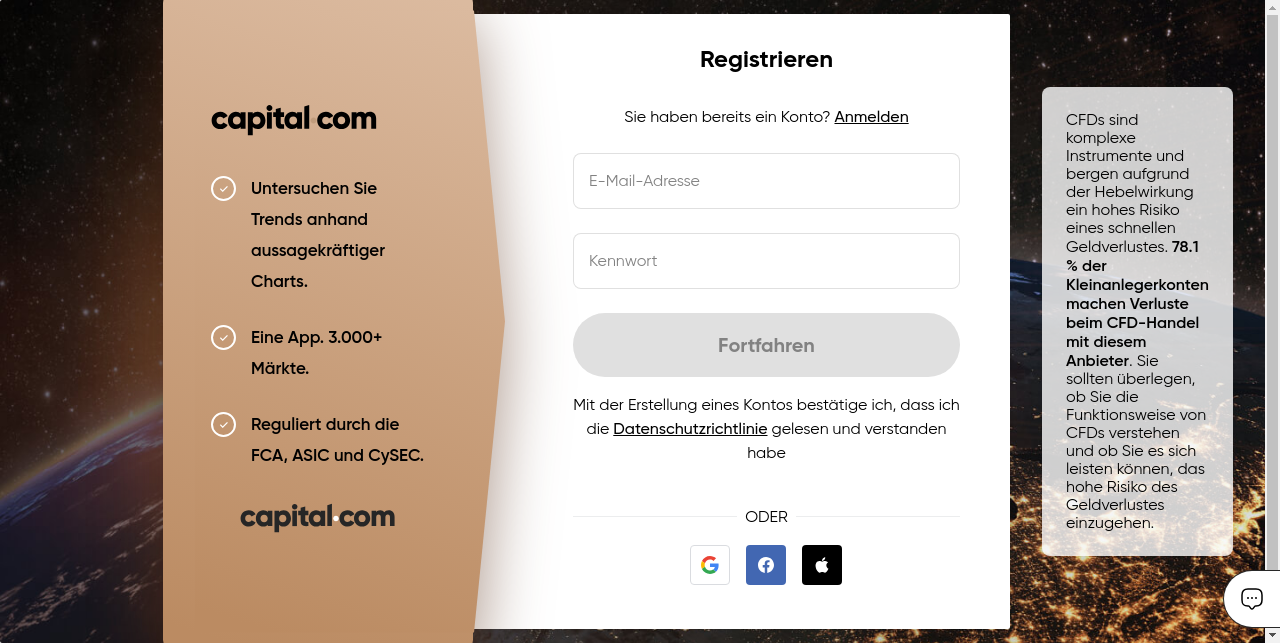 capital com
Untersuchen Sie
Trends anhand
aussagekräftiger
Charts.
Eine App. 3.000+
Märkte.
Reguliert durch die
FCA, ASIC und CySEC.
capital.com
Registrieren
Sie haben bereits ein Konto? Anmelden
E-Mail-Adresse
Kennwort
Fortfahren
Mit der Erstellung eines Kontos bestätige ich, dass ich
die Datenschutzrichtlinie gelesen und verstanden
habe
ODER
CFDs sind
komplexe
Instrumente und
bergen aufgrund
der Hebelwirkung
ein hohes Risiko
eines schnellen
Geldverlustes. 78.1
% der
Kleinanlegerkonten
machen Verluste
beim CFD-Handel
mit diesem
Anbieter. Sie
sollten überlegen,
ob Sie die
Funktionsweise von
CFDs verstehen
und ob Sie es sich
leisten können, das
hohe Risiko des
Geldverlustes
einzugehen.